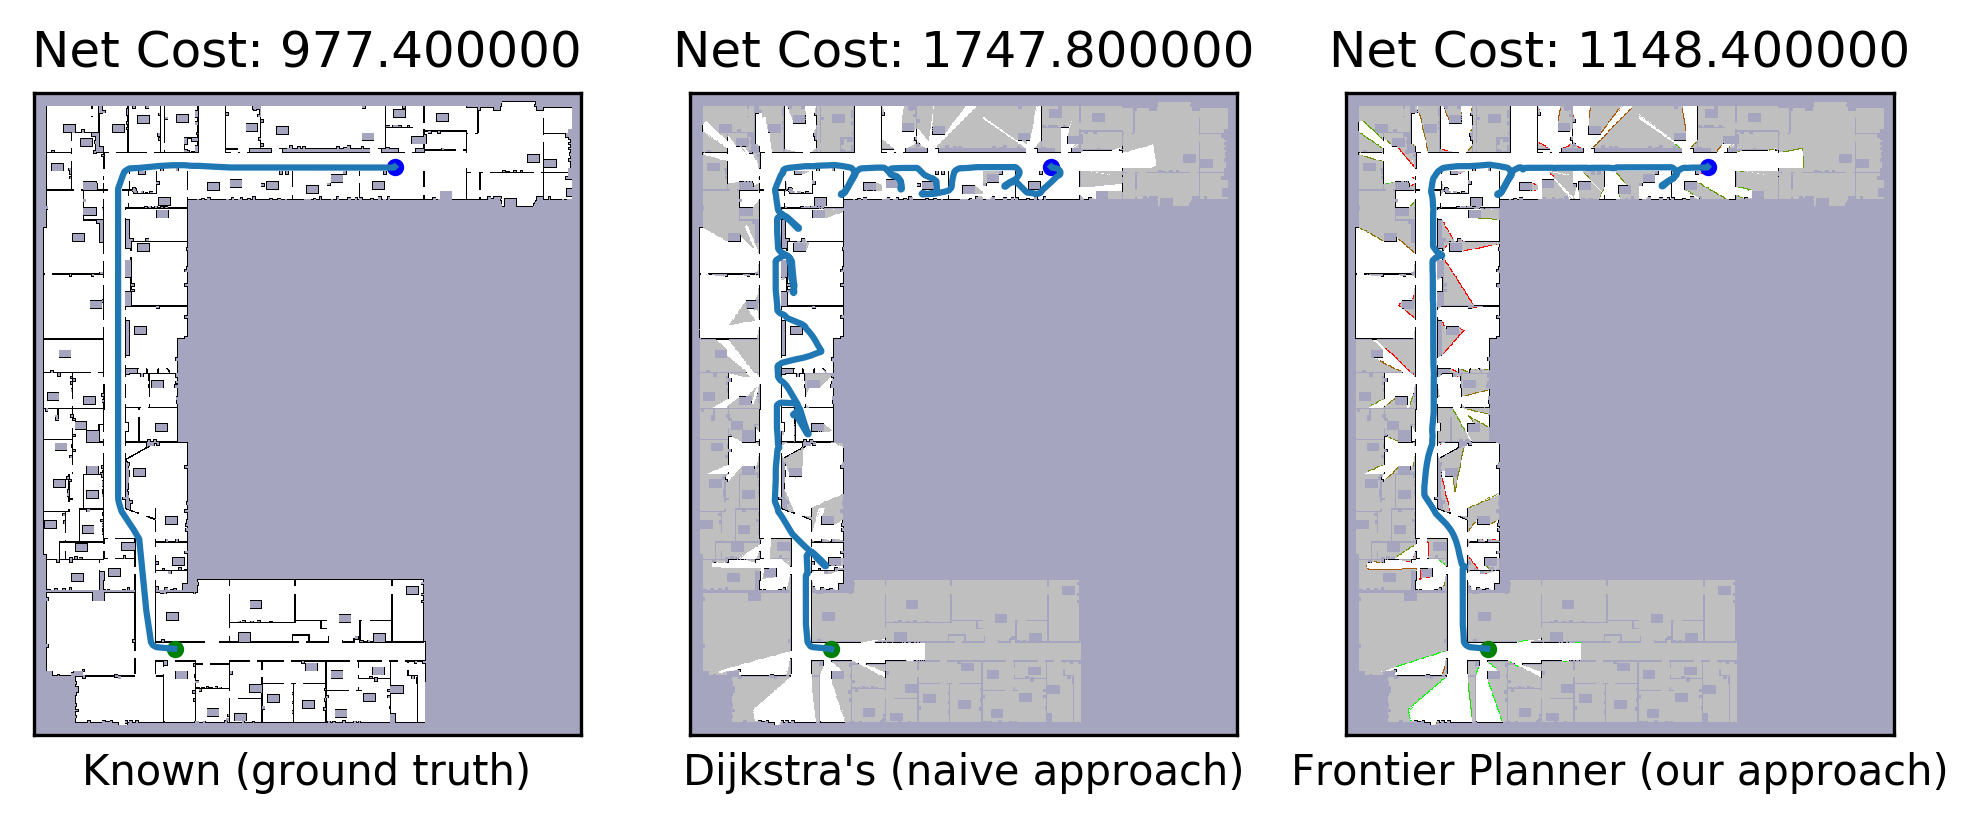 Net Cost: 977.400000
Net Cost: 1747.800000
Net Cost: 1148.400000
Known (ground truth)
Dijkstra's (naive approach)
Frontier Planner (our approach)